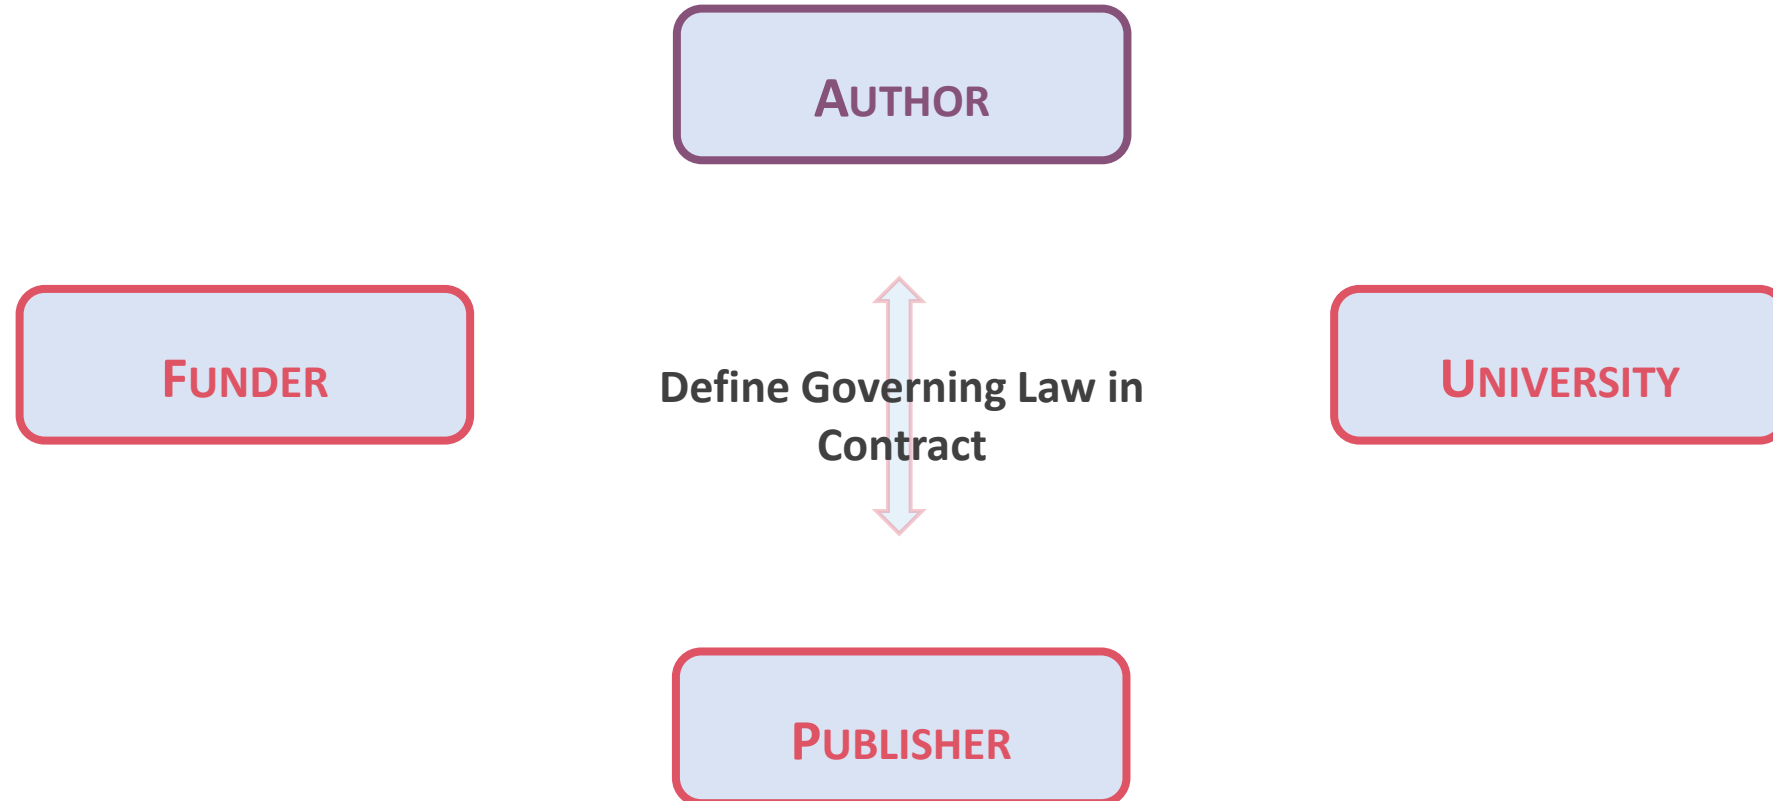 AUTHOR
FUNDER
Define Governing Law in
Contract
UNIVERSITY
PUBLISHER